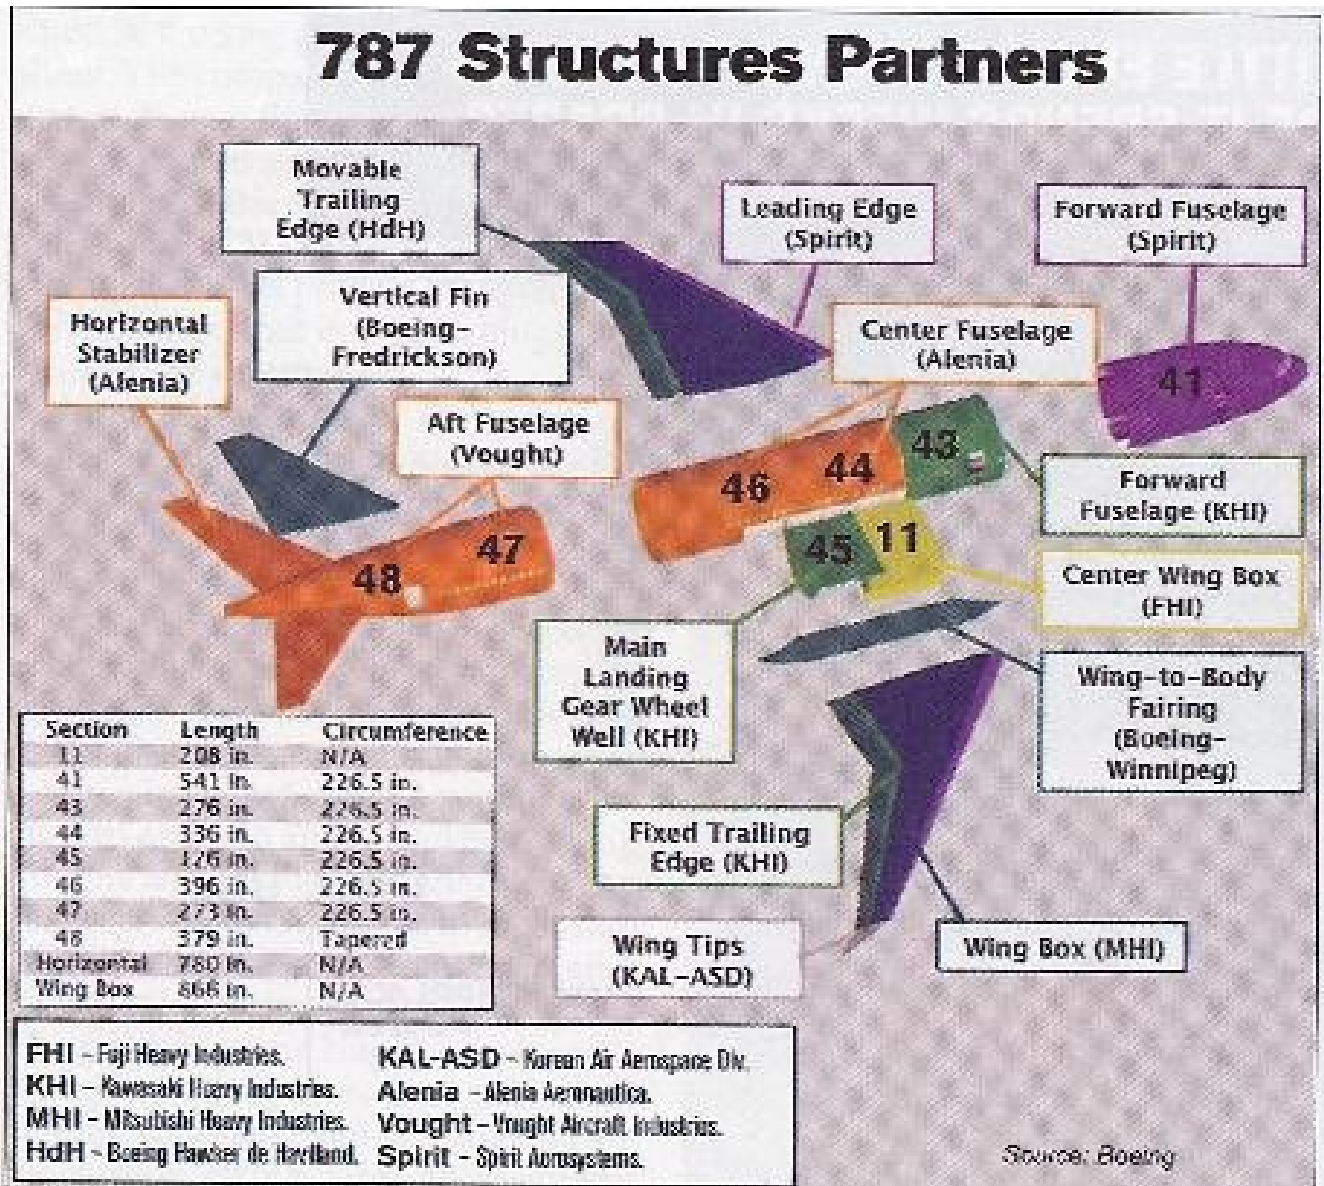 787 Structures Partners
Movable
Trailing
Edge (HdH)
Leading Edge
(Spirit)
Forward Fuselage
(Spirit)
Vertical Fin
(Boeing-
Fredrickson)
Horizontal
Stabilizer
(Alenia)
Center Fuselage
(Alenia)
Aft Fuselage
(Vought)
41
43
44
46
Forward
Fuselage (KHI)
45
11
47
48
Center Wing Box
(FHI)
Main
Landing
Gear Wheel
Well (KHI)
Wing-to-Body
Fairing
(Boeing-
Winnipeg)
Fixed Trailing
Edge (KHI)
Wing Tips
(KAL-ASD)
Wing Box (MHI)
Section Length Circumference
11 208 in. N/A
41 541 in. 226.5 in.
43 276 in. 226.5 in.
44 336 in. 226.5 in.
45 126 in. 226.5 in.
46 396 in. 226.5 in.
47 273 in. 226.5 in.
48 379 in. Tapered
Horizontal 780 in. N/A
Wing Box in. N/A
FHI - Fuji Heavy Industries.
KHI - Kawasaki Heavy Industries.
MHI - Mitsubishi Heavy Industries.
HdH - Boeing Hawker de Havilland.
KAL-ASD - Korean Air Aerospace Div.
Alenia - Alenia Aeronautica.
Vought - Vought Aircraft Industries.
Spirit - Spirit Aerosystems.
Source: Boeing